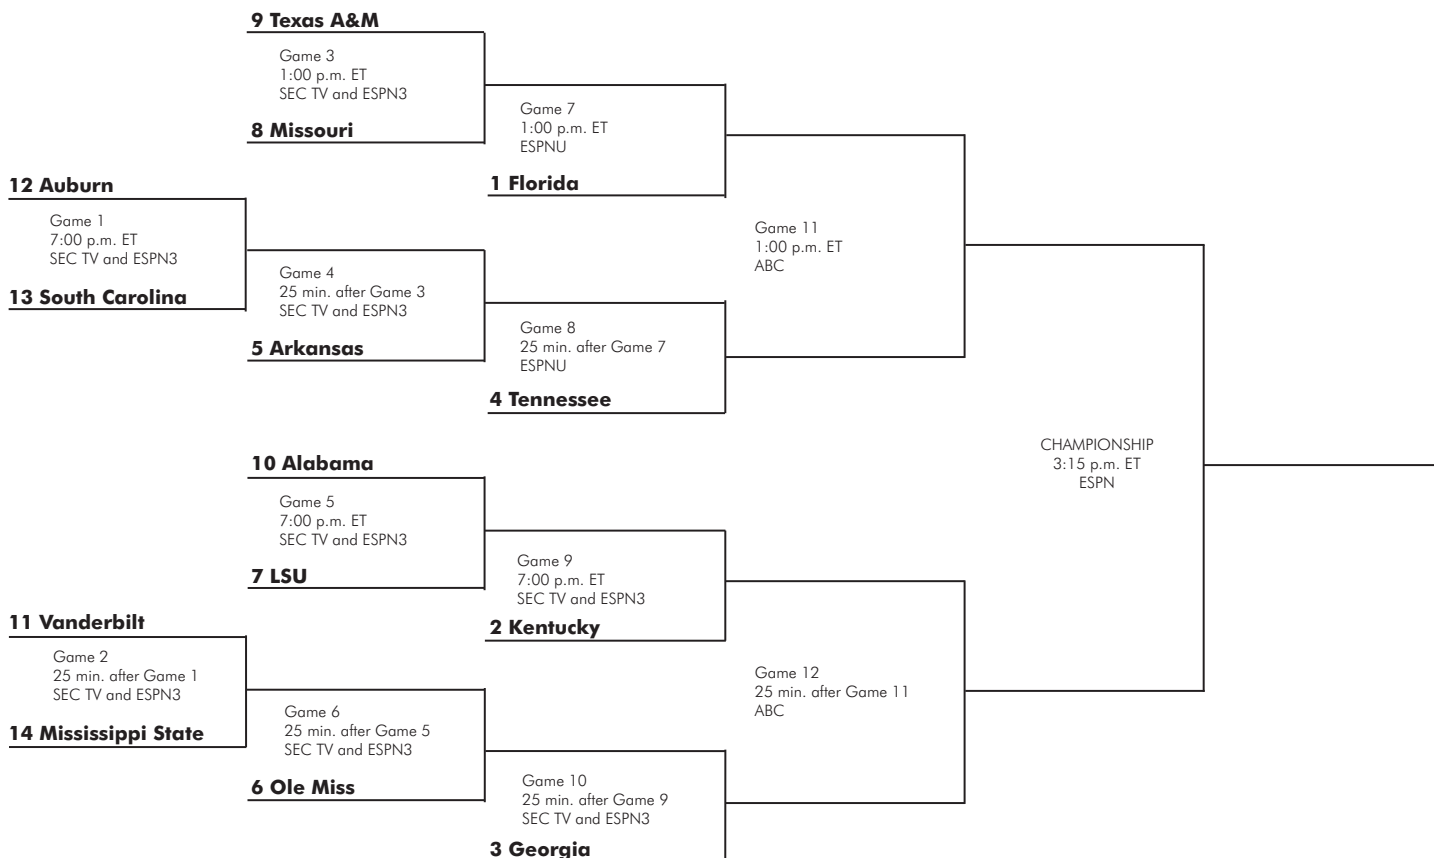 9 Texas A&M
Game 3
1:00 p.m. ET
SEC TV and ESPN3
8 Missouri
Game 7
1:00 p.m. ET
ESPNU
1 Florida
12 Auburn
Game 1
7:00 p.m. ET
SEC TV and ESPN3
13 South Carolina
Game 4
25 min. after Game 3
SEC TV and ESPN3
5 Arkansas
Game 8
25 min. after Game 7
ESPNU
4 Tennessee
Game 11
1:00 p.m. ET
ABC
10 Alabama
Game 5
7:00 p.m. ET
SEC TV and ESPN3
7 LSU
Game 9
7:00 p.m. ET
SEC TV and ESPN3
2 Kentucky
11 Vanderbilt
Game 2
25 min. after Game 1
SEC TV and ESPN3
14 Mississippi State
Game 6
25 min. after Game 5
SEC TV and ESPN3
6 Ole Miss
Game 10
25 min. after Game 9
SEC TV and ESPN3
3 Georgia
Game 12
25 min. after Game 11
ABC
CHAMPIONSHIP
3:15 p.m. ET
ESPN